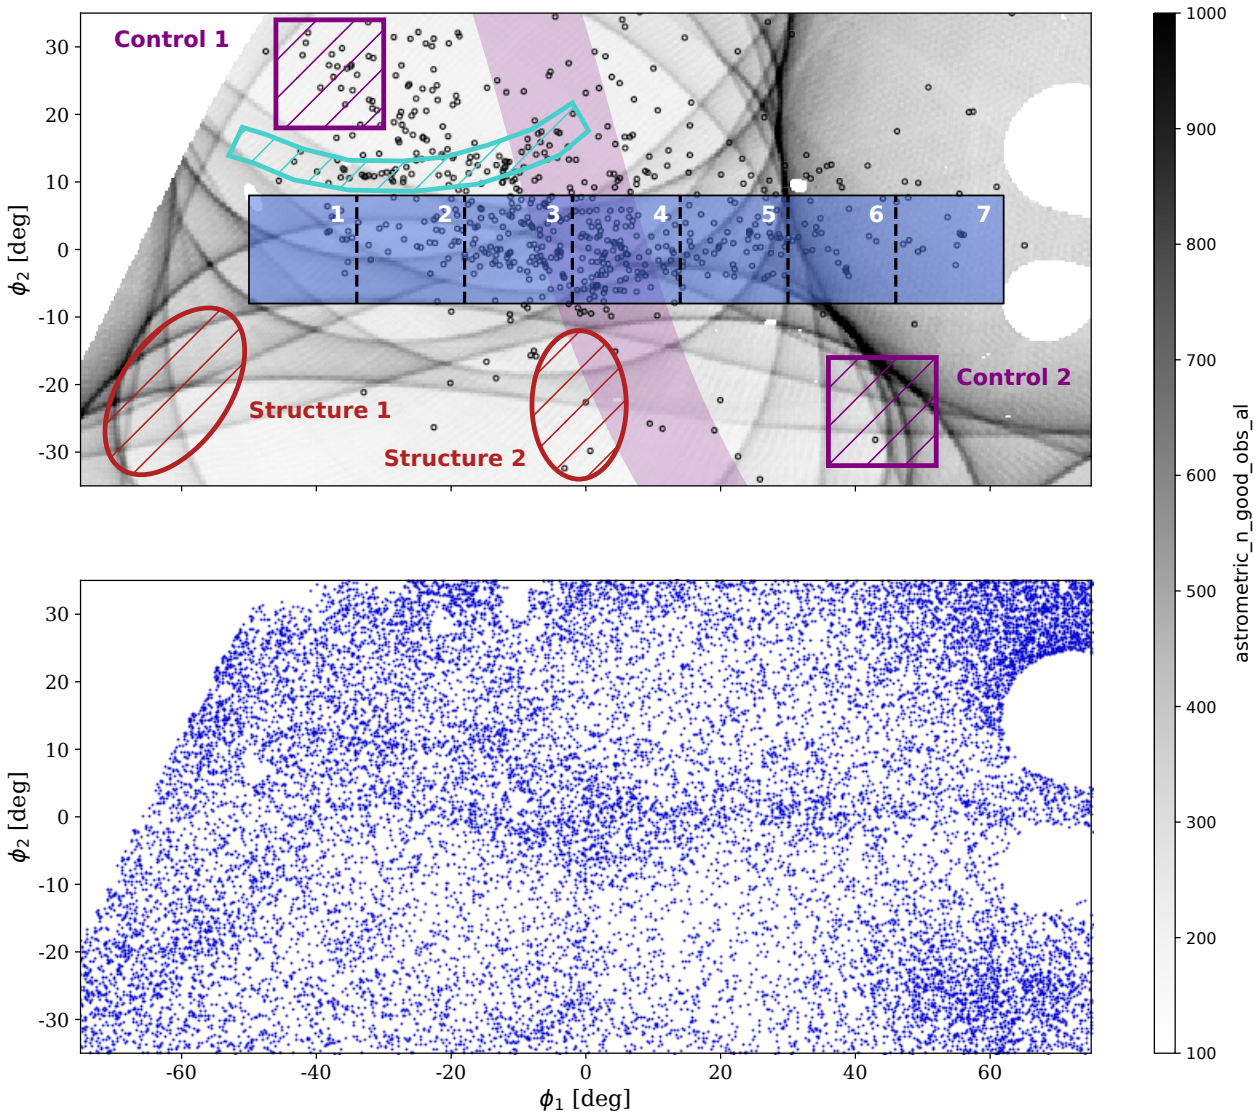 Control 1
1 2 3 4 5 6 7
Structure 1
Structure 2
Control 2
30
20
10
0
-10
-20
-30
ϕ2 [deg]
30
20
10
0
-10
-20
-30
ϕ2 [deg]
-60 -40 -20 0 20 40 60
ϕ1 [deg]
1000
900
800
700
600
500
400
300
200
100
astrometric_n_good_obs_al